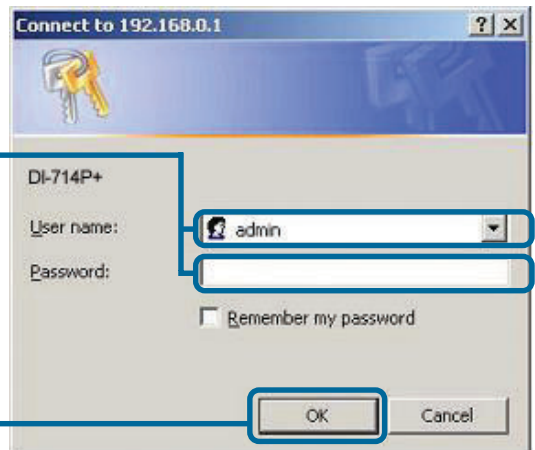 Connect to 192.168.0.1
DI-714P+
User name:
admin
Password:
Remember my password
OK
Cancel